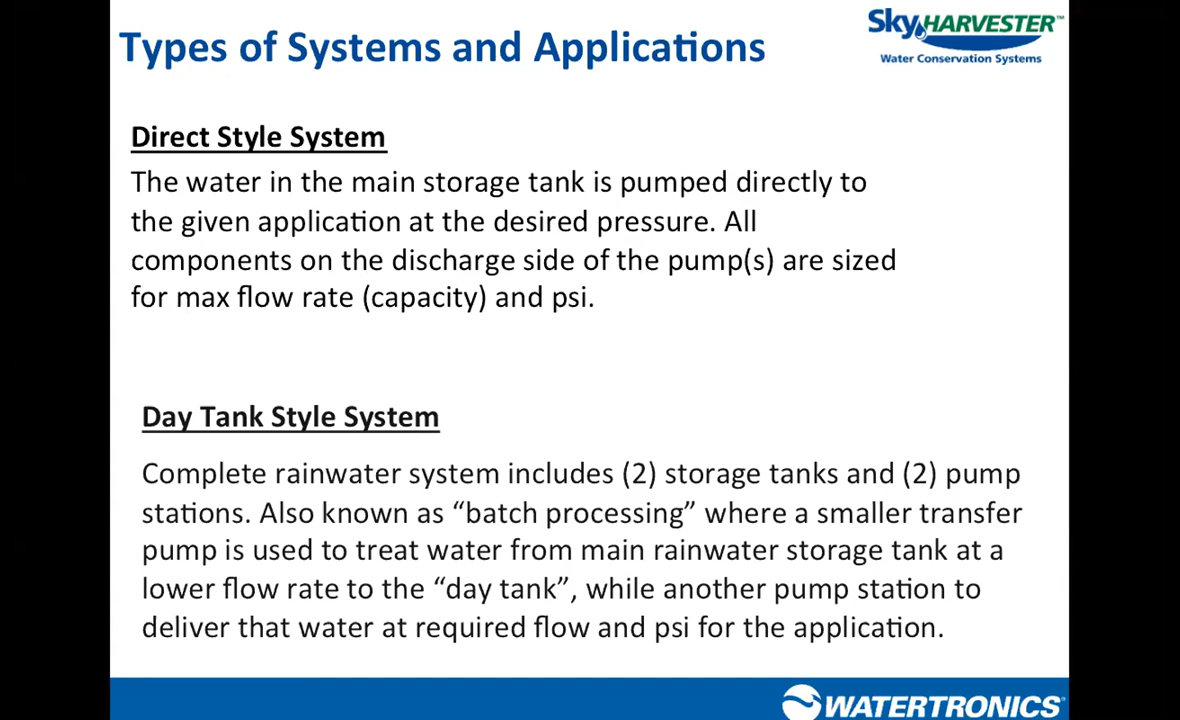 Types of Systems and Applications
SkyHARVESTER™
Water Conservation Systems
Direct Style System
The water in the main storage tank is pumped directly to
the given application at the desired pressure. All
components on the discharge side of the pump(s) are sized
for max flow rate (capacity) and psi.
Day Tank Style System
Complete rainwater system includes (2) storage tanks and (2) pump
stations. Also known as “batch processing” where a smaller transfer
pump is used to treat water from main rainwater storage tank at a
lower flow rate to the “day tank”, while another pump station to
deliver that water at required flow and psi for the application.
WATERTRONICS®